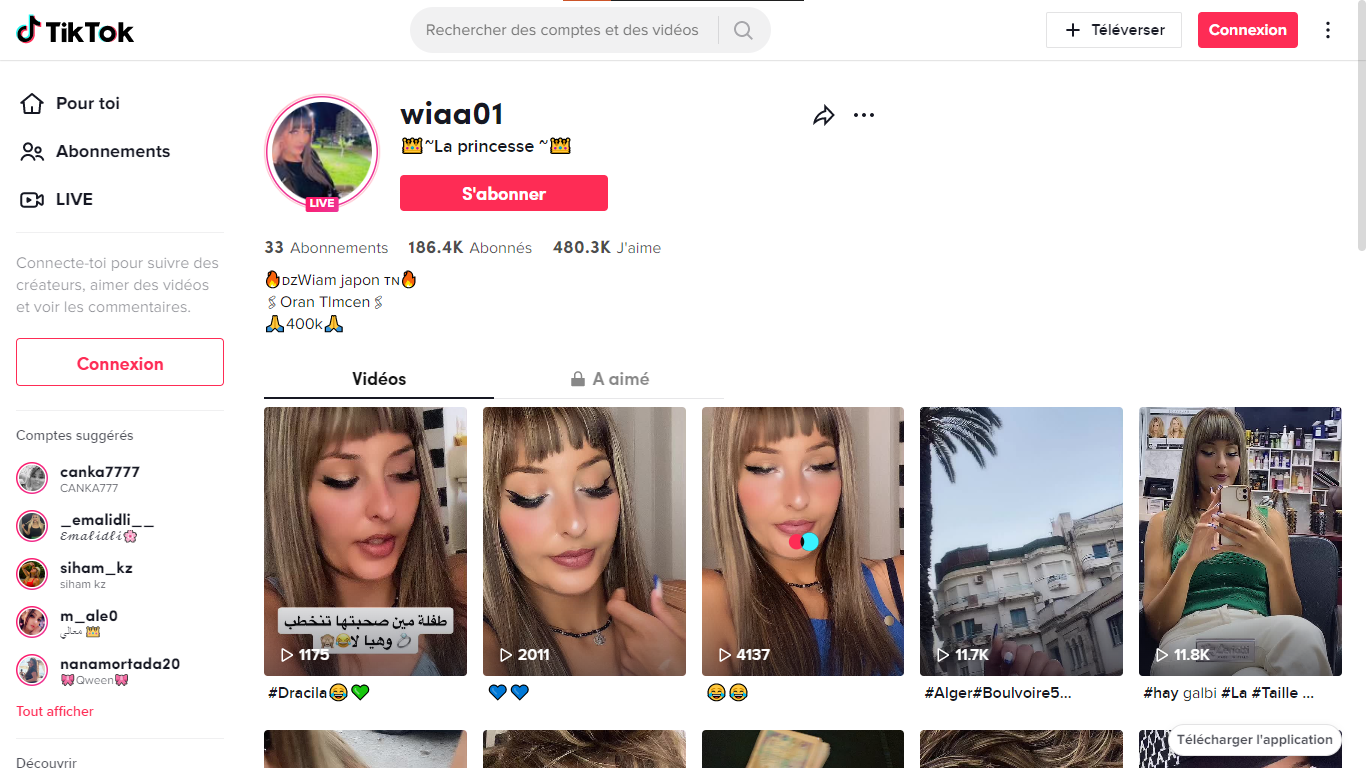 TikTok
Rechercher des comptes et des vidéos
Téléverser
Connexion
Pour toi
Abonnements
LIVE
Connecte-toi pour suivre des
créateurs, aimer des vidéos
et voir les commentaires.
Connexion
Comptes suggérés
canka7777
CANKA777
_emalidli__
𝓔𝓶𝓪𝓵𝓲𝓭𝓵𝓲🌸
siham_kz
siham kz
m_ale0
معالي 👑
nanamortada20
🎀Qween🎀
Tout afficher
Découvrir
LIVE
wiaa01
👑~La princesse ~👑
S'abonner
33 Abonnements 186.4K Abonnés 480.3K J'aime
🔥ᴅᴢWiam japon ᴛɴ🔥
🖇Oran Tlmcen🖇
🙏400k🙏
Vidéos
A aimé
طفلة مين صحبتها تنخطب
وهيا لا😂🙈💍
1175
#Dracila😂💚
2011
💙💙
4137
😂😂
11.7K
#Alger#Boulvoire5...
11.8K
#hay galbi #La #Taille ...
Télécharger l'application